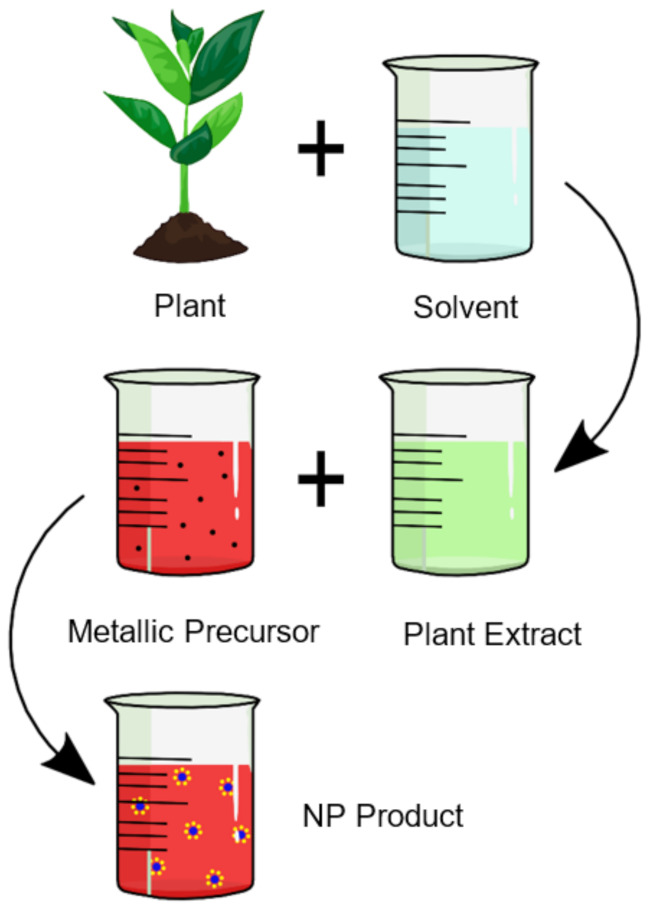 Plant
Solvent
Metallic Precursor
Plant Extract
NP Product